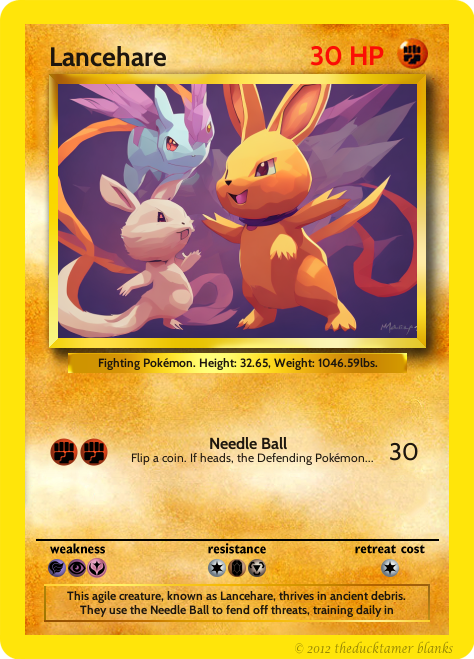 Lancehare
30 HP
Fighting Pokémon. Height: 32.65, Weight: 1046.59lbs.
Needle Ball
Flip a coin. If heads, the Defending Pokémon...
30
weakness
resistance
retreat cost
This agile creature, known as Lancehare, thrives in ancient debris.
They use the Needle Ball to fend off threats, training daily in
© 2012 theducktamer blanks